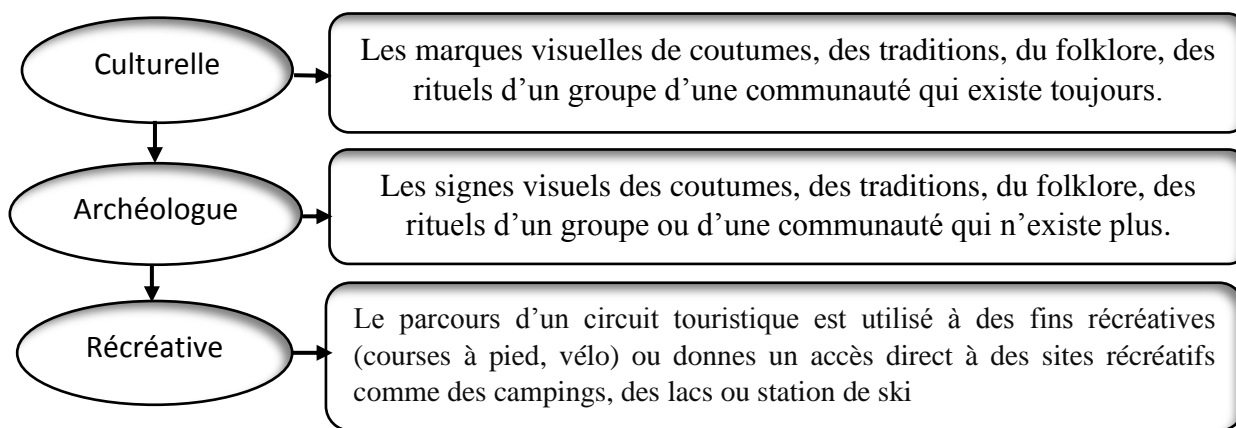 Culturelle
Les marques visuelles de coutumes, des traditions, du folklore, des
rituels d’un groupe d’une communauté qui existe toujours.
Archéologue
Les signes visuels des coutumes, des traditions, du folklore, des
rituels d’un groupe ou d’une communauté qui n’existe plus.
Récréative
Le parcours d’un circuit touristique est utilisé à des fins récréatives
(courses à pied, vélo) ou donnes un accès direct à des sites récréatifs
comme des campings, des lacs ou station de ski